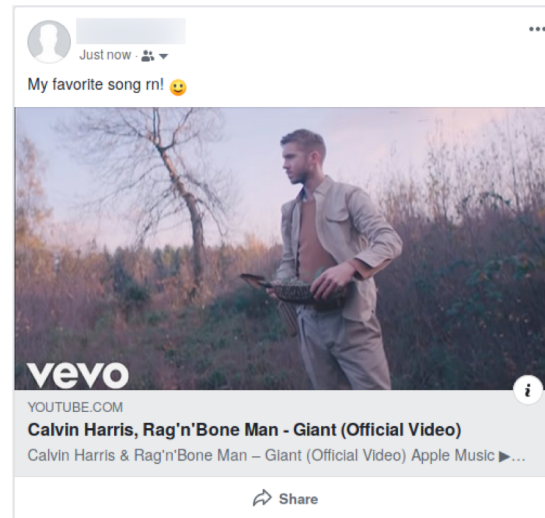 Just now ·
My favorite song rn!
vevo
i
YOUTUBE.COM
Calvin Harris, Rag'n'Bone Man - Giant (Official Video)
Calvin Harris & Rag'n'Bone Man – Giant (Official Video) Apple Music ▶...
Share